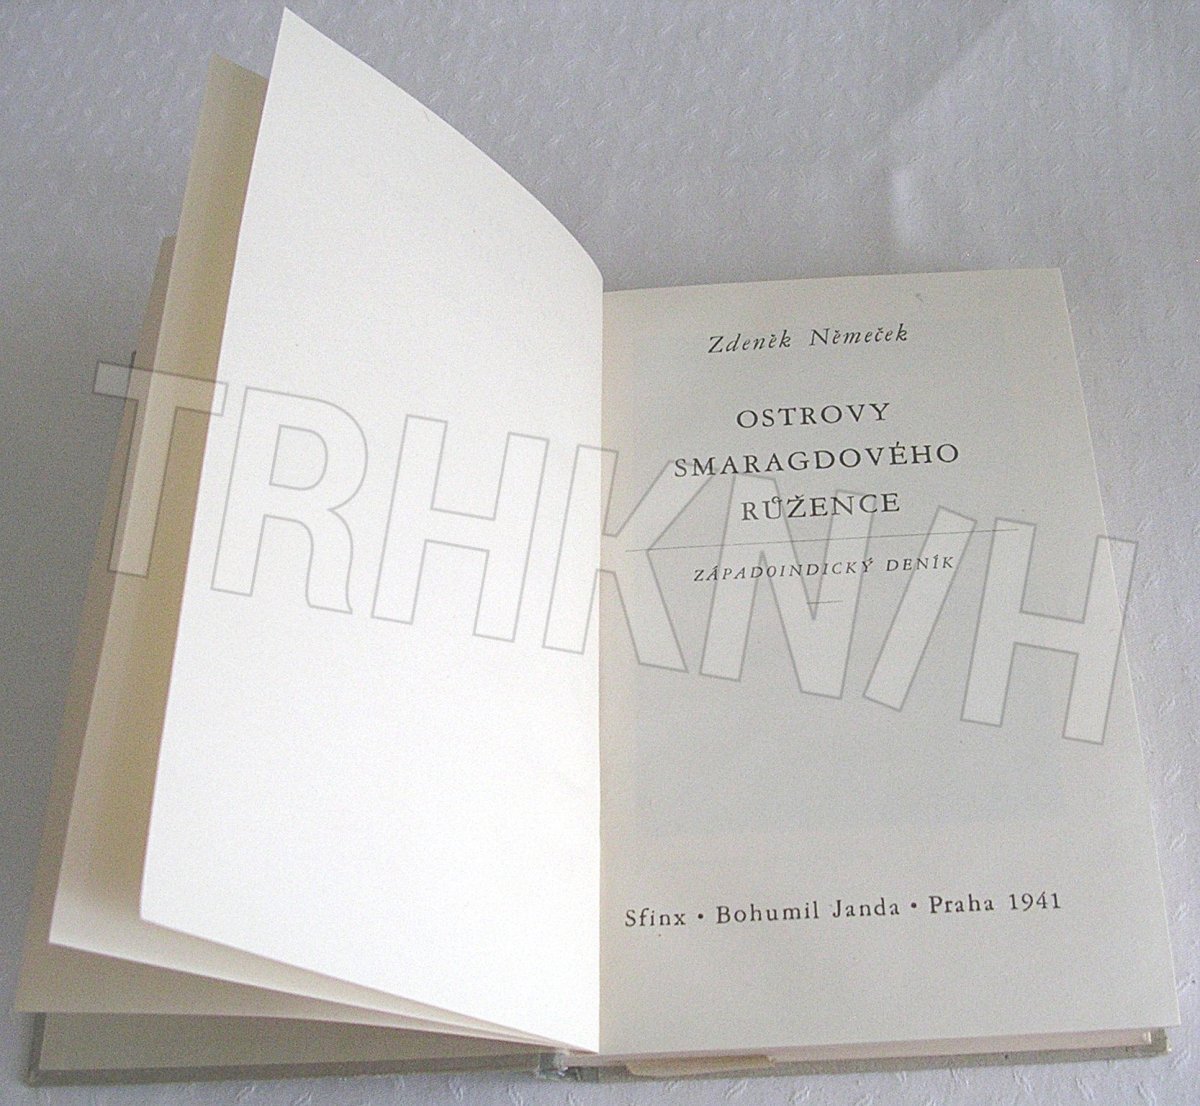 Zdeněk Němeček
OSTROVY
SMARAGDOVÉHO
RŮŽENCE
ZÁPADOINDICKÝ DENÍK
Sfinx • Bohumil Janda • Praha 1941
TRHKNIH